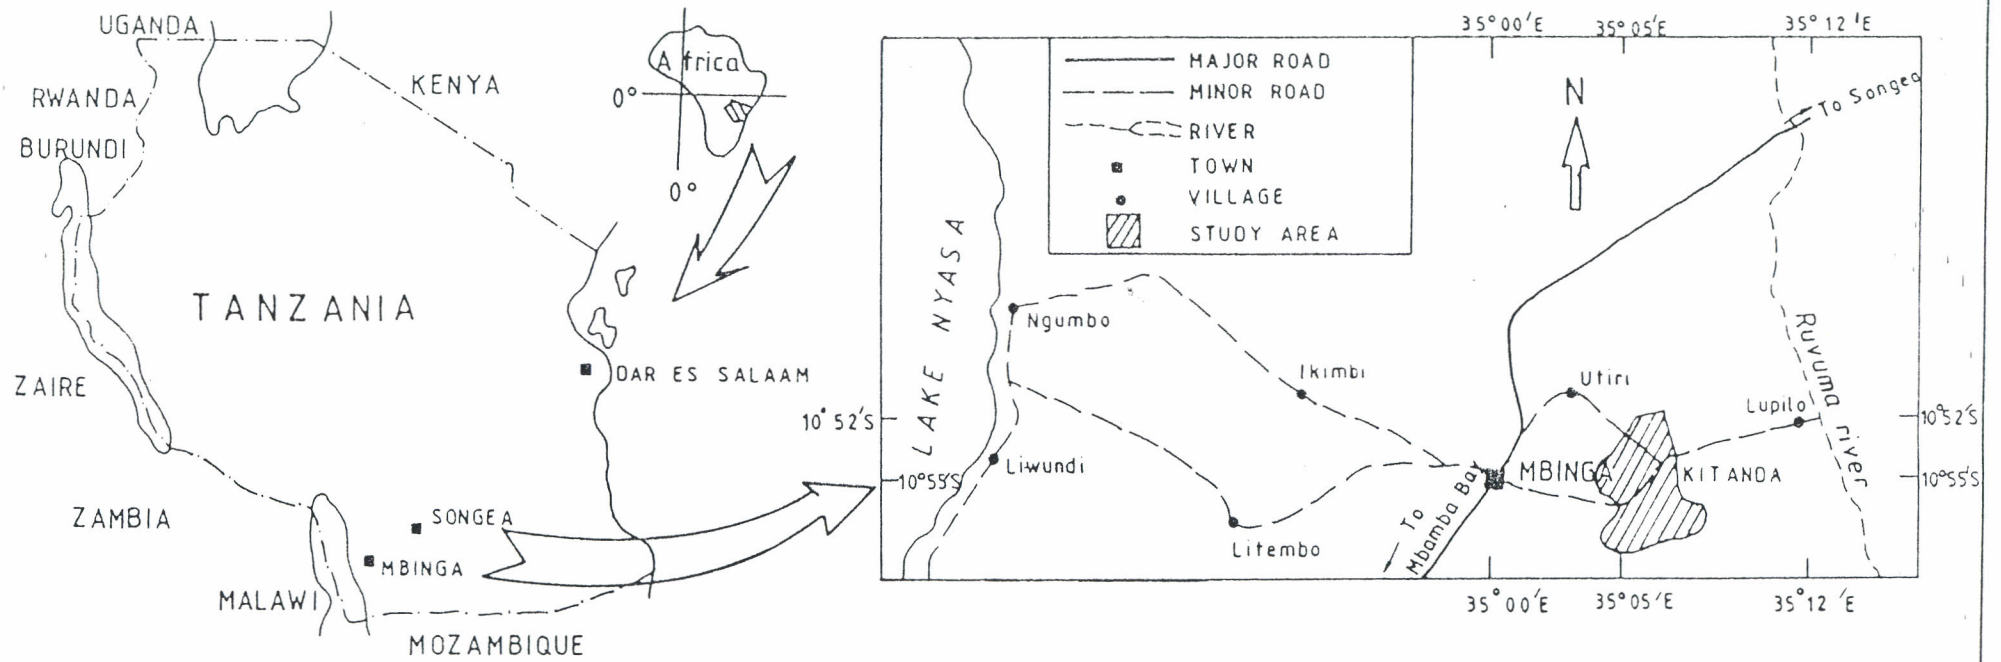 UGANDA
KENYA
RWANDA
BURUNDI
TANZANIA
ZAIRE
DAR ES SALAAM
ZAMBIA
SONGEA
MBINGA
MALAWI
MOZAMBIQUE
Africa
0°
0°
35°00'E
35°05'E
35°12'E
MAJOR ROAD
MINOR ROAD
RIVER
TOWN
VILLAGE
STUDY AREA
N
To Songea
LAKE NYASA
Ngumbo
Ikimbi
Utiri
Lupilo
Ruvuma river
10°52'S
10°52'S
Liwundi
10°55'S
MBINGA
KITANDA
10°55'S
Litembo
To
Mbamba Bay
35°00'E
35°05'E
35°12'E